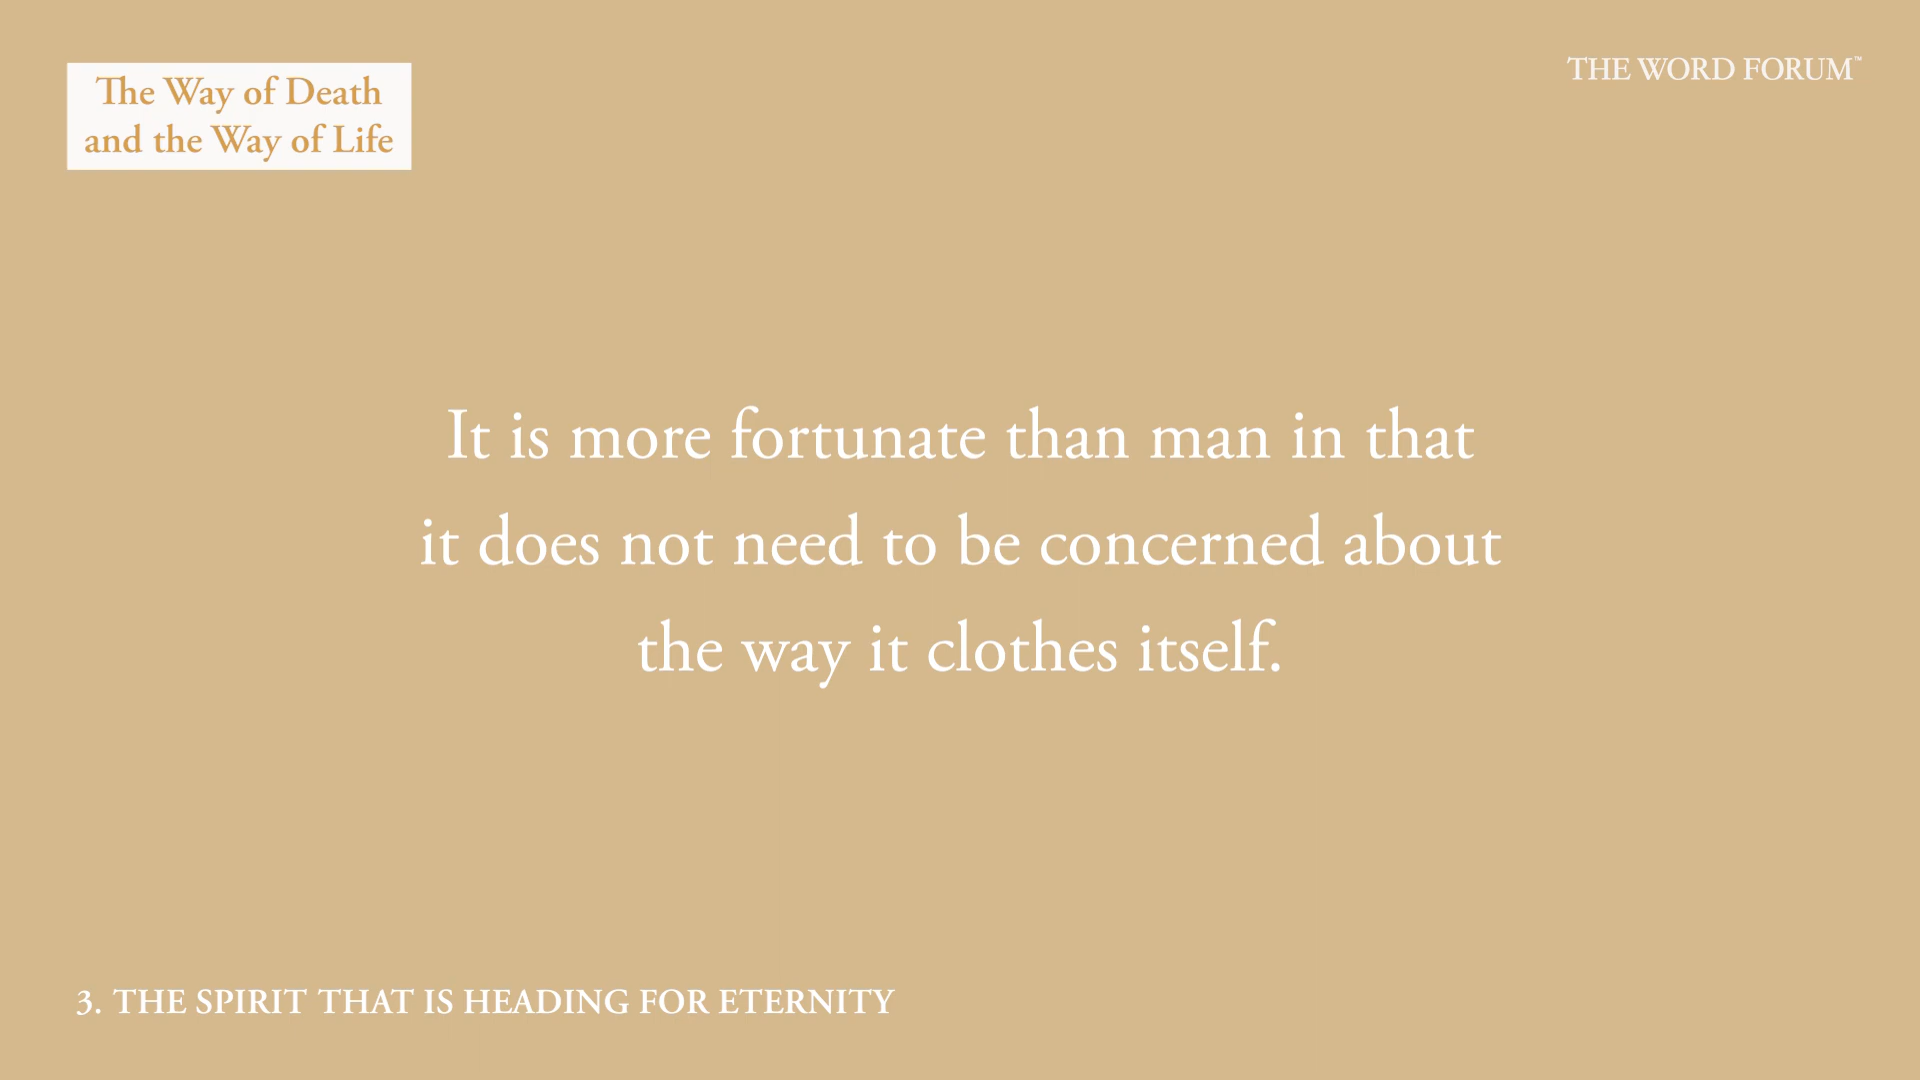 The Way of Death
and the Way of Life
THE WORD FORUM™
It is more fortunate than man in that
it does not need to be concerned about
the way it clothes itself.
3. THE SPIRIT THAT IS HEADING FOR ETERNITY